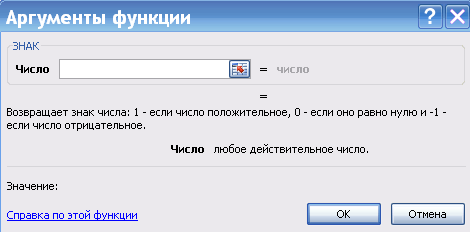 Аргументы функции
ЗНАК
Число = число
=
Возвращает знак числа: 1 - если число положительное, 0 - если оно равно нулю и -1 -
если число отрицательное.
Число любое действительное число.
Значение:
Справка по этой функции
ОК
Отмена